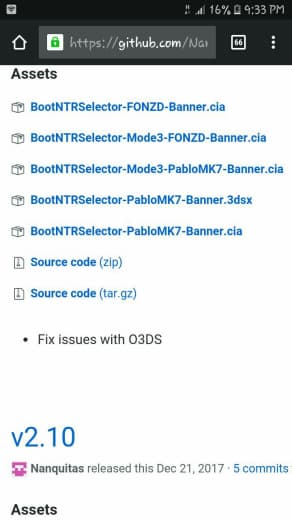 16% 9:33 PM
https://github.com/Nan
66
Assets
BootNTRSelector-FONZD-Banner.cia
BootNTRSelector-Mode3-FONZD-Banner.cia
BootNTRSelector-Mode3-PabloMK7-Banner.cia
BootNTRSelector-PabloMK7-Banner.3dsx
BootNTRSelector-PabloMK7-Banner.cia
Source code (zip)
Source code (tar.gz)
• Fix issues with O3DS
v2.10
Nanquitas released this Dec 21, 2017 · 5 commits
Assets